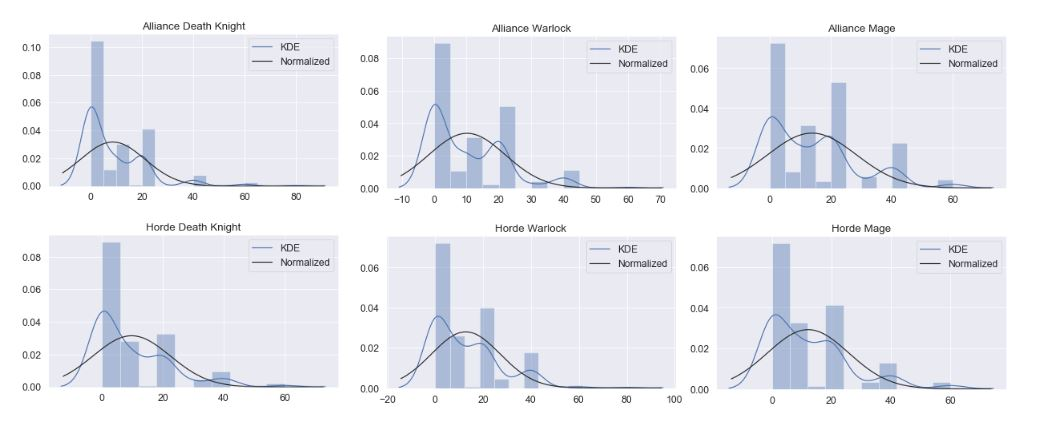 Alliance Death Knight
KDE
Normalized
0.10
0.08
0.06
0.04
0.02
0.00
0 20 40 60 80
Alliance Warlock
KDE
Normalized
0.08
0.06
0.04
0.02
0.00
−10 0 10 20 30 40 50 60 70
Alliance Mage
KDE
Normalized
0.06
0.04
0.02
0.00
0 20 40 60
Horde Death Knight
KDE
Normalized
0.08
0.06
0.04
0.02
0.00
0 20 40 60
Horde Warlock
KDE
Normalized
0.06
0.04
0.02
0.00
−20 0 20 40 60 80 100
Horde Mage
KDE
Normalized
0.06
0.04
0.02
0.00
0 20 40 60